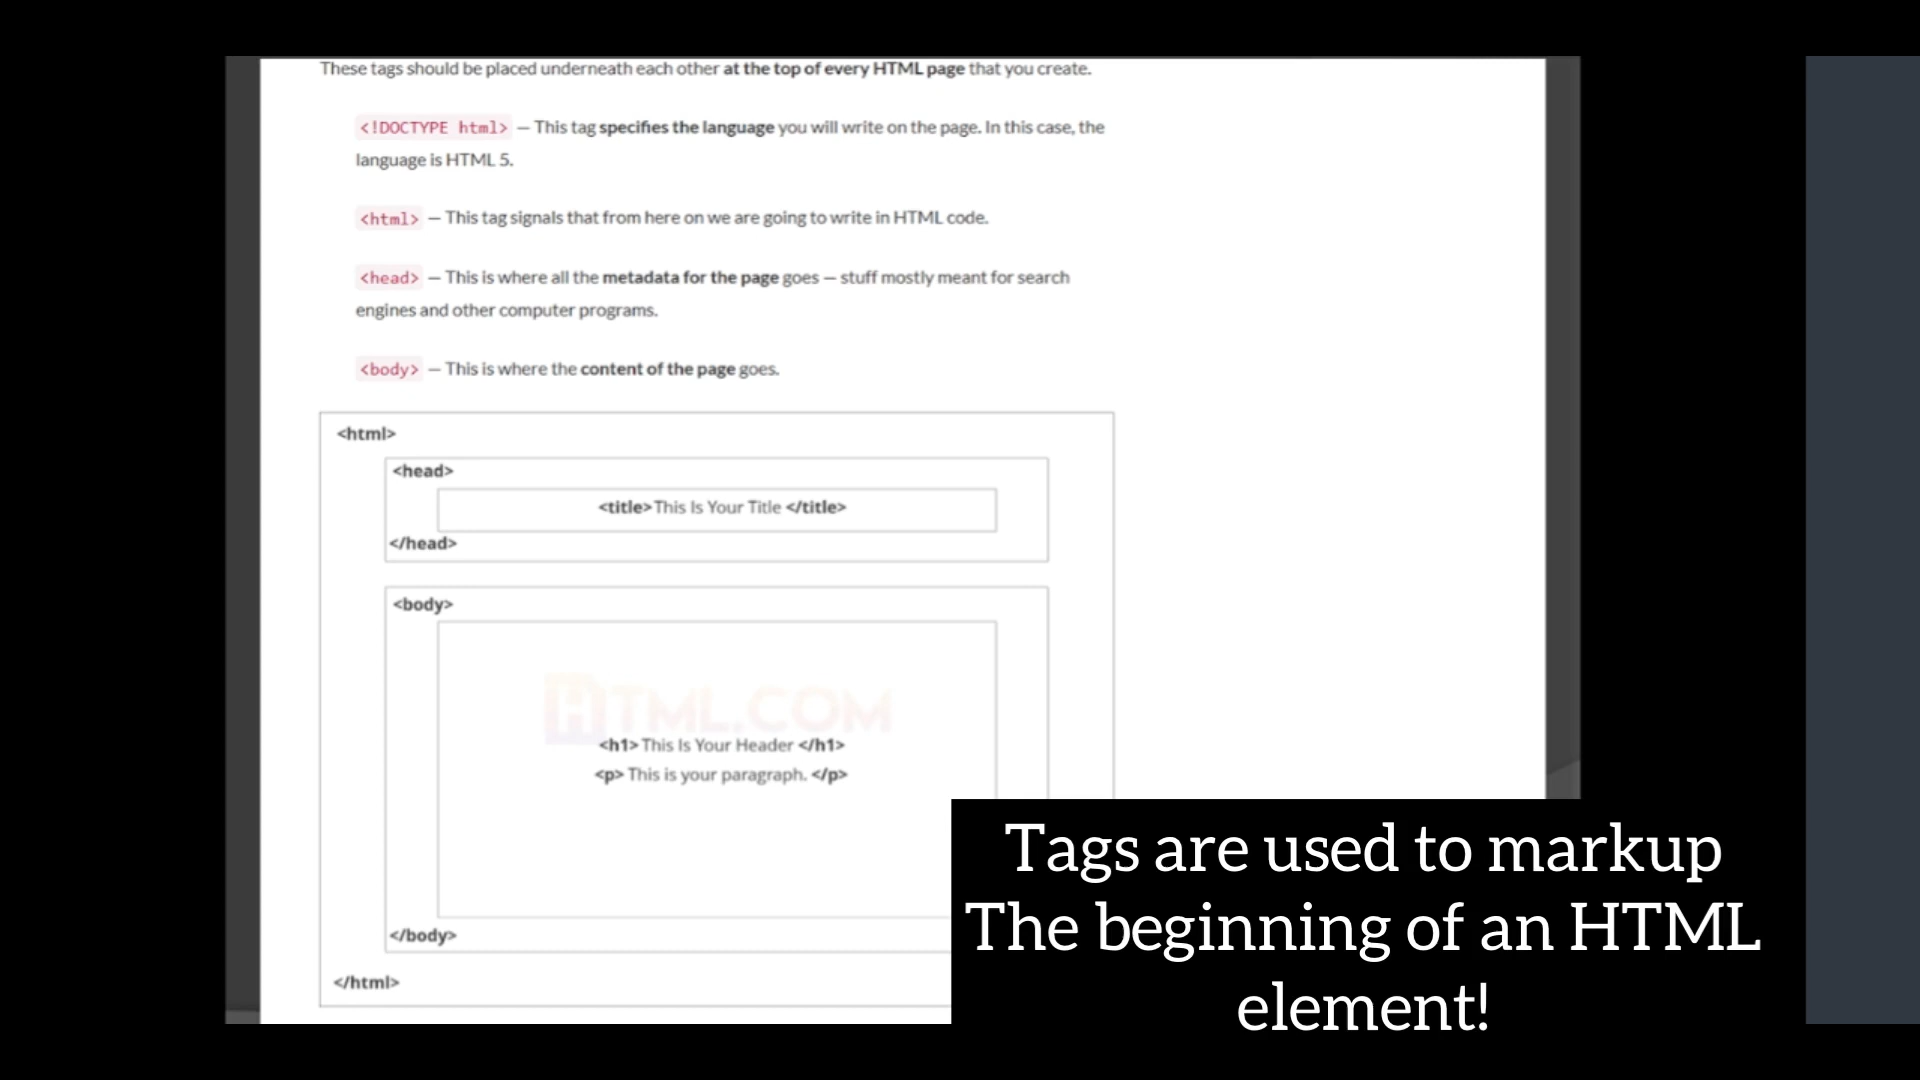 These tags should be placed underneath each other at the top of every HTML page that you create.
<!DOCTYPE html> — This tag specifies the language you will write on the page. In this case, the
language is HTML 5.
<html> — This tag signals that from here on we are going to write in HTML code.
<head> — This is where all the metadata for the page goes — stuff mostly meant for search
engines and other computer programs.
<body> — This is where the content of the page goes.
<html>
<head>
<title>This Is Your Title </title>
</head>
<body>
HTML.COM
<h1> This Is Your Header </h1>
<p> This is your paragraph. </p>
</body>
</html>
Tags are used to markup
The beginning of an HTML
element!